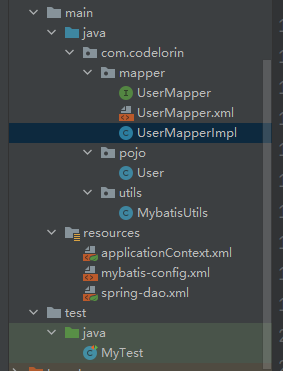 main
java
com.codelorin
mapper
UserMapper
UserMapper.xml
UserMapperImpl
pojo
User
utils
MybatisUtils
resources
applicationContext.xml
mybatis-config.xml
spring-dao.xml
test
java
MyTest